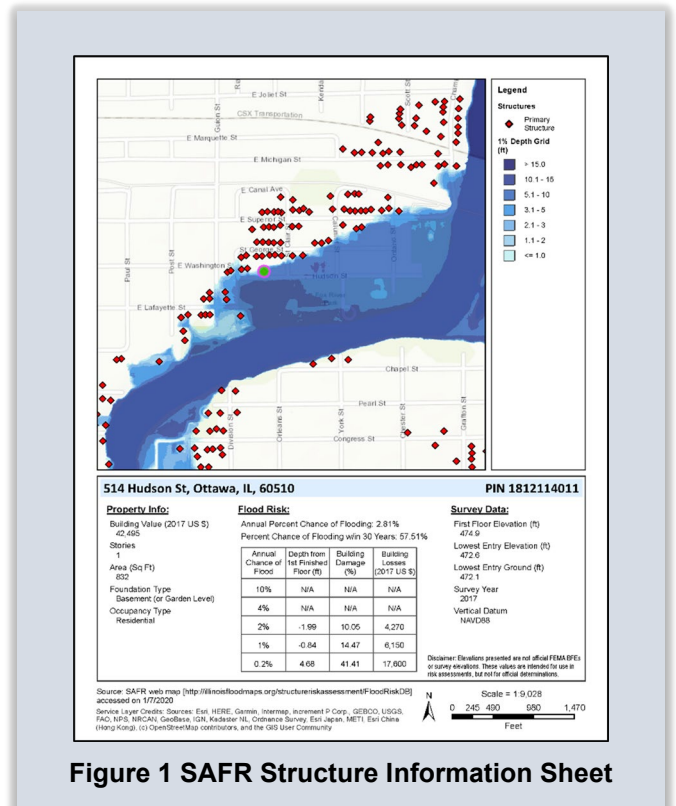 E Joliet St
CSX Transportation
E Marquette St
E Michigan St
E Canal Ave
E Superior St
St George St
E Washington St
E Lafayette St
Chapel St
Pearl St
Congress St
Hudson St
Paul St
Post St
Guion St
St Clair St
Scott St
Division St
Orleans St
York St
Chester St
Grafton St
Legend
Structures
Primary
Structure
1% Depth Grid
(ft)
> 15.0
10.1 - 15
5.1 - 10
3.1 - 5
2.1 - 3
1.1 - 2
<= 1.0
514 Hudson St, Ottawa, IL, 60510 PIN 1812114011
Property Info:
Building Value (2017 US $)
42,495
Stories
1
Area (Sq Ft)
832
Foundation Type
Basement (or Garden Level)
Occupancy Type
Residential
Flood Risk:
Annual Percent Chance of Flooding: 2.81%
Percent Chance of Flooding w/in 30 Years: 57.51%
Annual Chance of Flood Depth from 1st Finished Floor (ft) Building Damage (%) Building Losses (2017 US $)
10% N/A N/A N/A
4% N/A N/A N/A
2% -1.99 10.05 4,270
1% -0.84 14.47 6,150
0.2% 4.68 41.41 17,600
Survey Data:
First Floor Elevation (ft)
474.9
Lowest Entry Elevation (ft)
472.6
Lowest Entry Ground (ft)
472.1
Survey Year
2017
Vertical Datum
NAVD88
Disclaimer: Elevations presented are not official FEMA BFEs
or survey elevations. These values are intended for use in
risk assessments, but not for official determinations.
Source: SAFR web map [http://illinoisfloodmaps.org/structureriskassessment/FloodRiskDB]
accessed on 1/7/2020
Service Layer Credits: Sources: Esri, HERE, Garmin, Intermap, increment P Corp., GEBCO, USGS,
FAO, NPS, NRCAN, GeoBase, IGN, Kadaster NL, Ordnance Survey, Esri Japan, METI, Esri China
(Hong Kong), (c) OpenStreetMap contributors, and the GIS User Community
N
Scale = 1:9,028
0 245 490 980 1,470
Feet
Figure 1 SAFR Structure Information Sheet